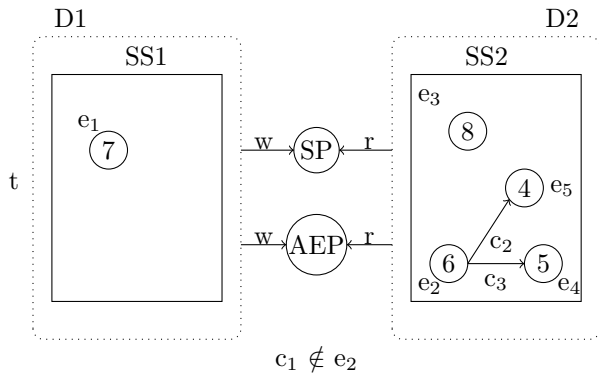 D1 D2
SS1 SS2
e₃
e₁ 8
7 w SP r
t 4 e₅
c₂
w AEP r
6 5
e₂ c₃ e₄
c₁ ∉ e₂